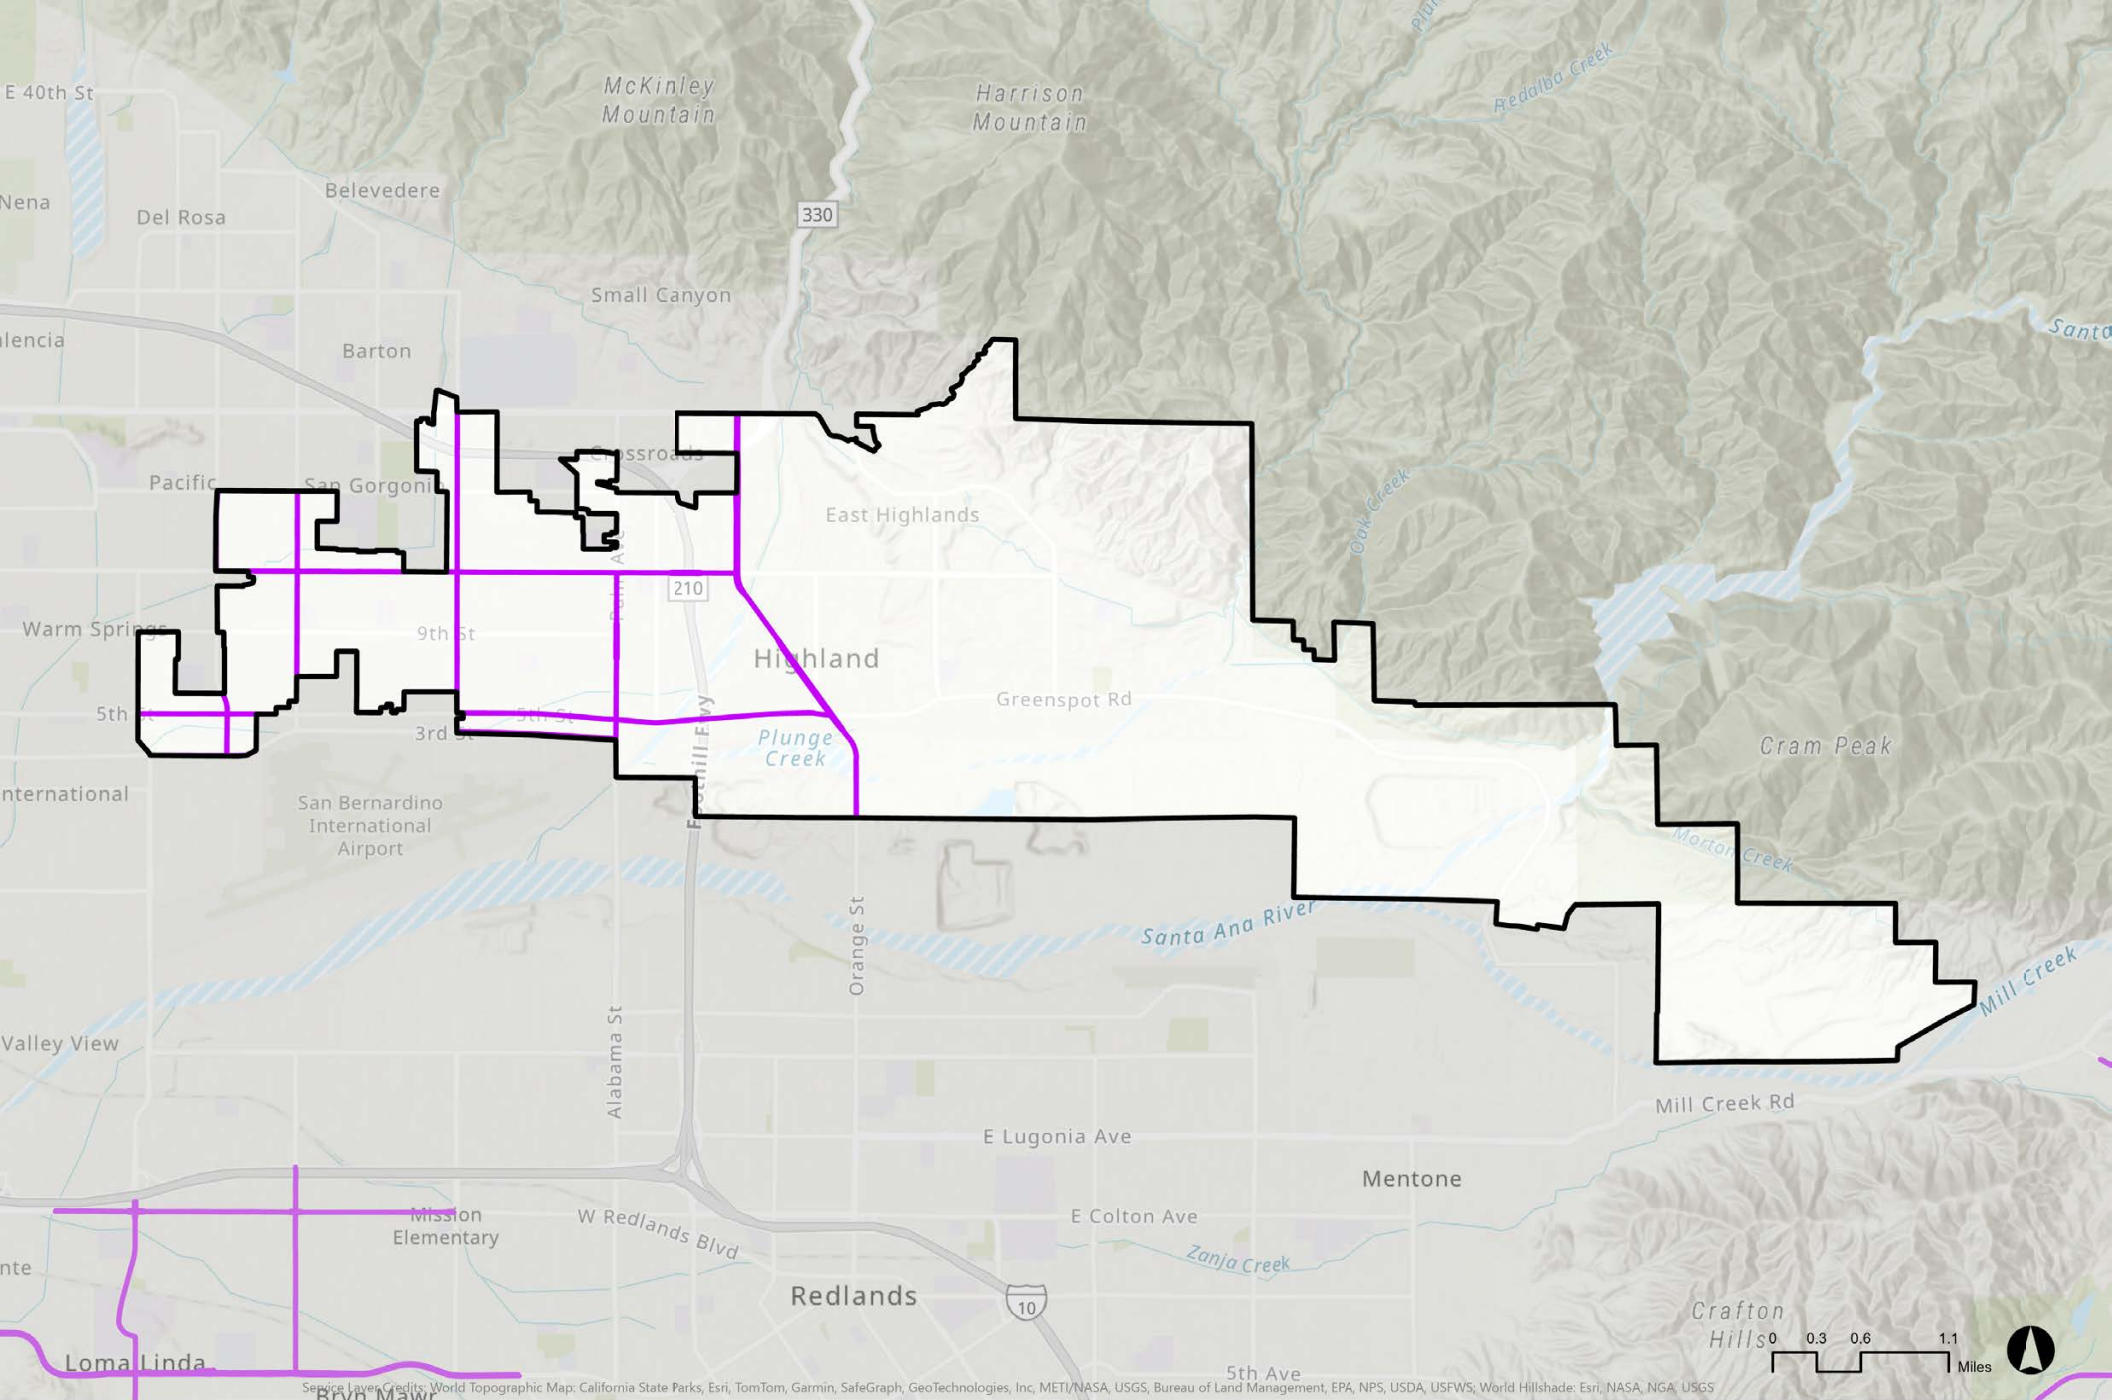 E 40th St
McKinley
Mountain
Harrison
Mountain
Fredalba Creek
Nena
Belevedere
Del Rosa
330
Small Canyon
Santa
Barton
Crossroads
Pacific
San Gorgonio
East Highlands
Oak Creek
Palm Ave
210
Warm Springs
9th St
Highland
Greenspot Rd
5th St
5th St
3rd St
Plunge
Creek
Foothill Fwy
Cram Peak
San Bernardino
International
Airport
Morton Creek
Orange St
Santa Ana River
Mill Creek
Valley View
Alabama St
Mill Creek Rd
E Lugonia Ave
Mentone
Mission
Elementary
W Redlands Blvd
E Colton Ave
Zanja Creek
Redlands
10
Crafton
Hills
0 0.3 0.6 1.1
Miles
Loma Linda
5th Ave
Bryn Mawr
Service Layer Credits: World Topographic Map: California State Parks, Esri, TomTom, Garmin, SafeGraph, GeoTechnologies, Inc, METI/NASA, USGS, Bureau of Land Management, EPA, NPS, USDA, USFWS; World Hillshade: Esri, NASA, NGA, USGS